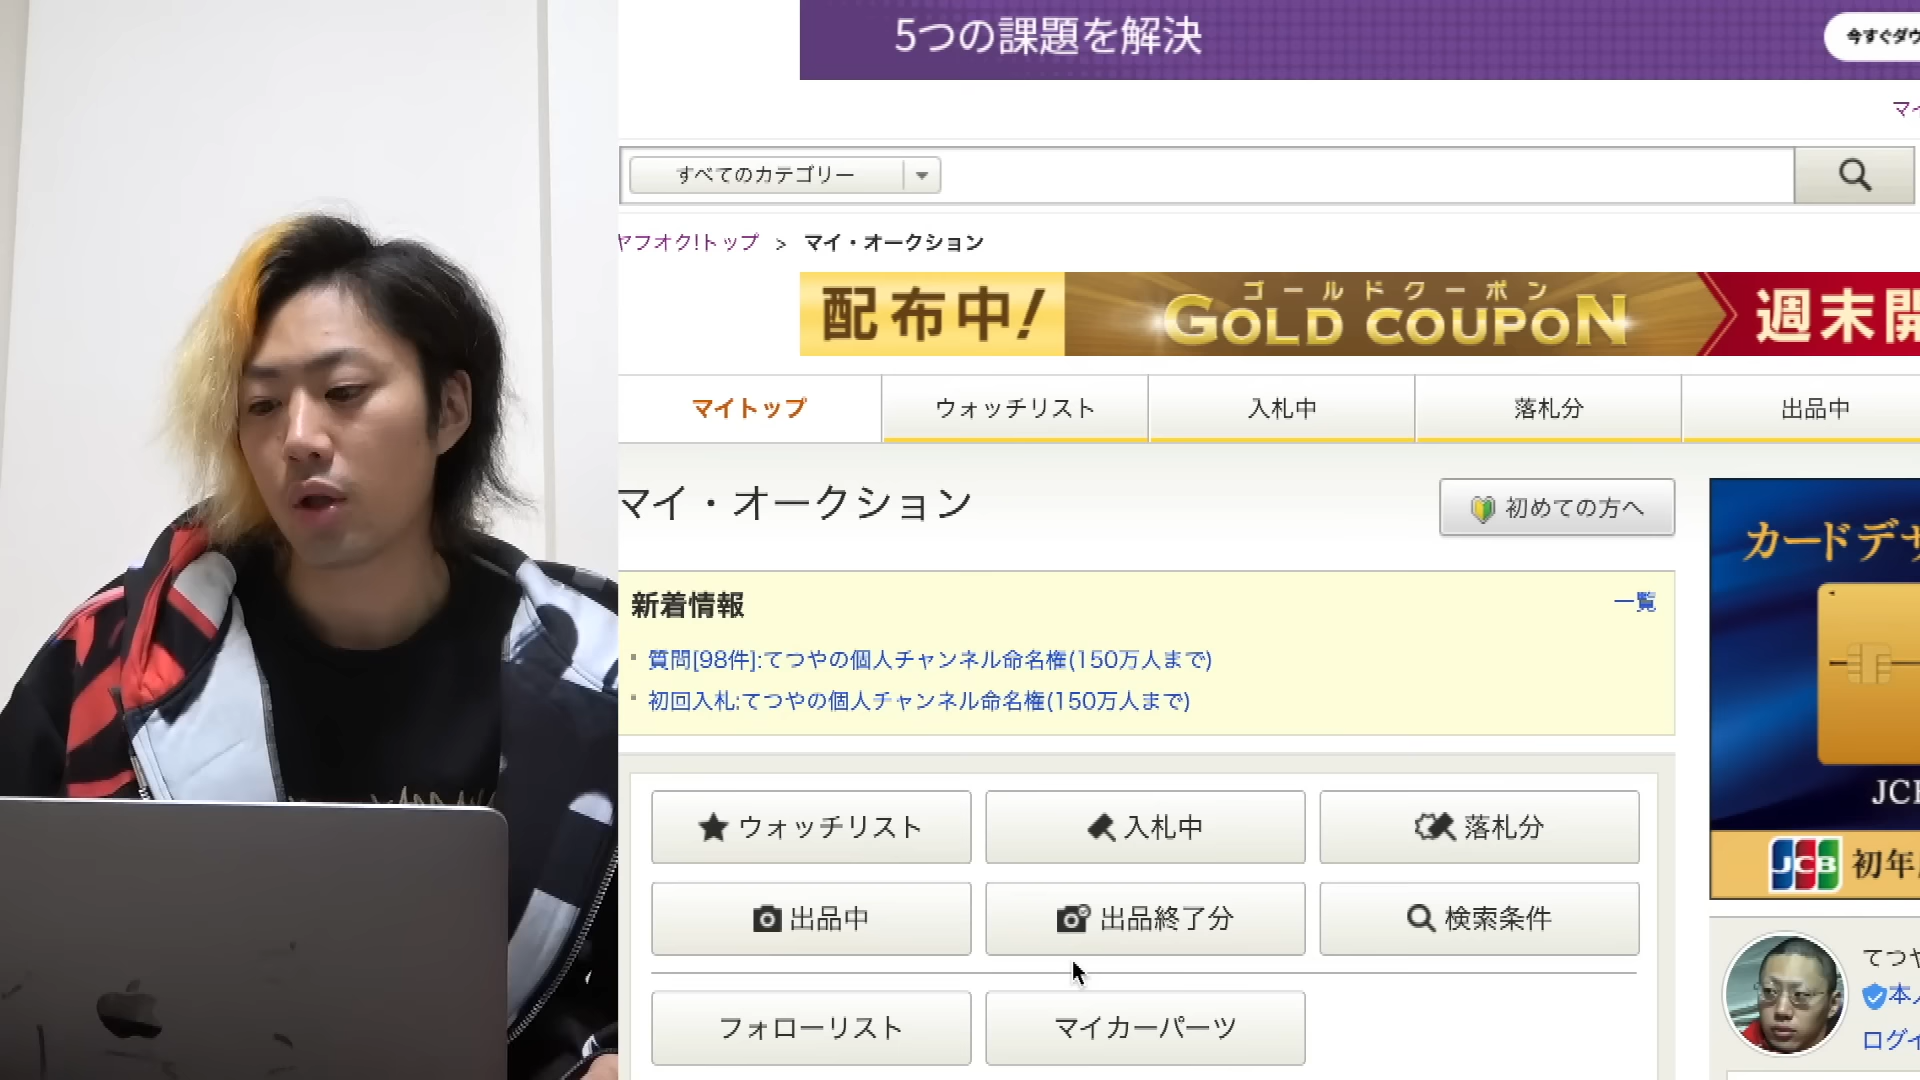 5つの課題を解決
今すぐダウ
マイ
すべてのカテゴリー
ヤフオク!トップ > マイ・オークション
配布中!
ゴールドクーポン
GOLD COUPON
週末開
マイトップ
ウォッチリスト
入札中
落札分
出品中
マイ・オークション
初めての方へ
新着情報
一覧
質問[98件]:てつやの個人チャンネル命名権(150万人まで)
初回入札:てつやの個人チャンネル命名権(150万人まで)
カードデザ
JCB
JCB 初年
ウォッチリスト
入札中
落札分
出品中
出品終了分
検索条件
フォローリスト
マイカーパーツ
てつや
本人
ログイ